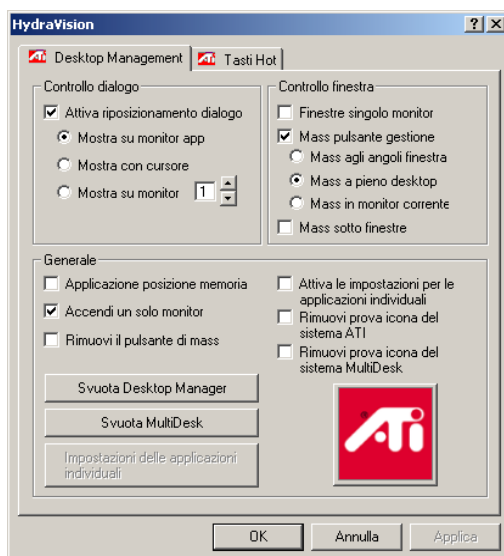 HydraVision
Desktop Management
Tasti Hot
Controllo dialogo
Attiva riposizionamento dialogo
Mostra su monitor app
Mostra con cursore
Mostra su monitor 1
Controllo finestra
Finestre singolo monitor
Mass pulsante gestione
Mass agli angoli finestra
Mass a pieno desktop
Mass in monitor corrente
Mass sotto finestre
Generale
Applicazione posizione memoria
Accendi un solo monitor
Rimuovi il pulsante di mass
Attiva le impostazioni per le
applicazioni individuali
Rimuovi prova icona del
sistema ATI
Rimuovi prova icona del
sistema MultiDesk
Svuota Desktop Manager
Svuota MultiDesk
Impostazioni delle applicazioni
individuali
ATI
OK
Annulla
Applica